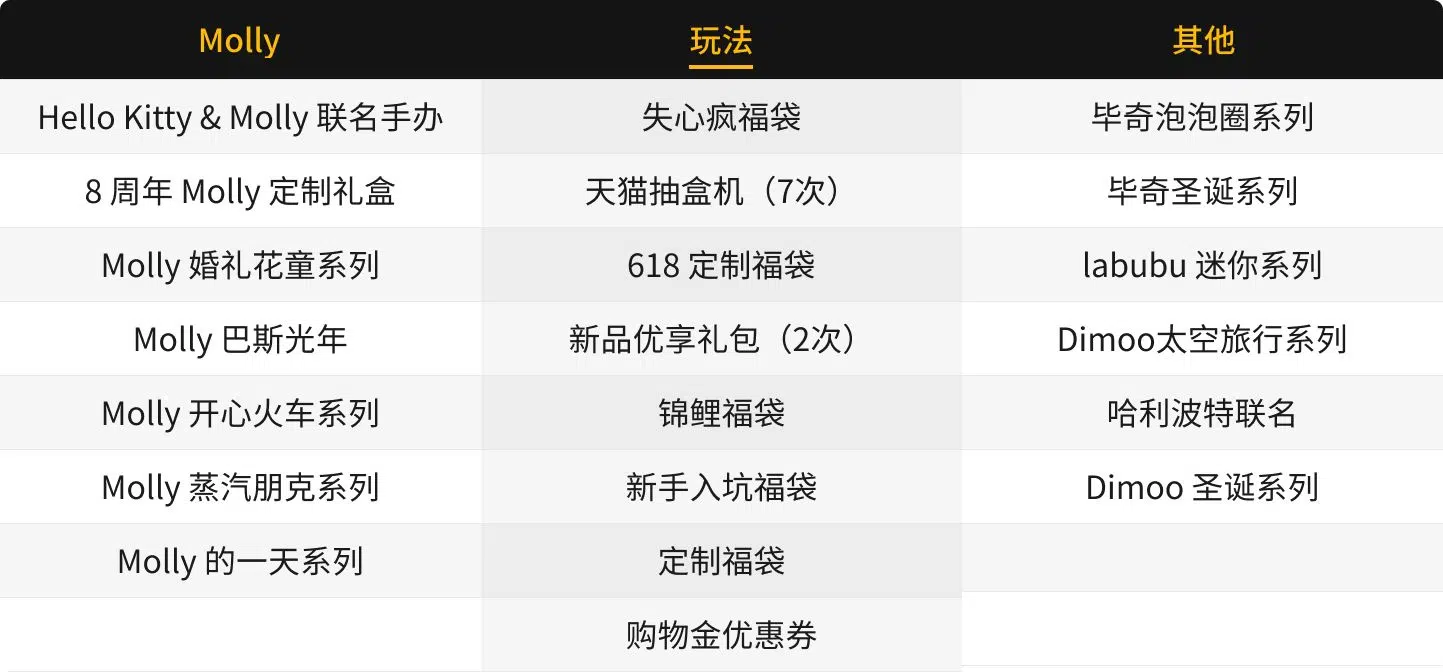 Molly 玩法 其他
Hello Kitty & Molly 联名手办 失心疯福袋 毕奇泡泡圈系列
8 周年 Molly 定制礼盒 天猫抽盒机（7次） 毕奇圣诞系列
Molly 婚礼花童系列 618 定制福袋 labubu 迷你系列
Molly 巴斯光年 新品优享礼包（2次） Dimoo太空旅行系列
Molly 开心火车系列 锦鲤福袋 哈利波特联名
Molly 蒸汽朋克系列 新手入坑福袋 Dimoo 圣诞系列
Molly 的一天系列 定制福袋
购物金优惠券